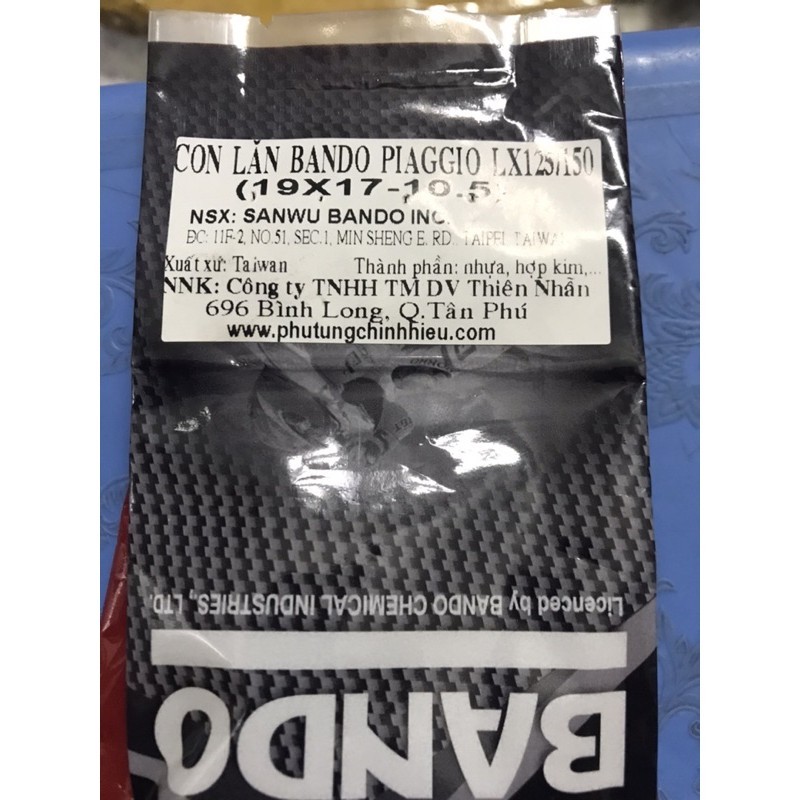 CON LĂN BANDO PIAGGIO LX125/150
(19X17-10.5)
NSX: SANWU BANDO INC.
ĐC: 11F-2, NO.51, SEC.1, MIN SHENG E. RD., TAIPEI, TAIWAN
Xuất xứ: Taiwan Thành phần: nhựa, hợp kim,...
NNK: Công ty TNHH TM DV Thiên Nhẫn
696 Bình Long, Q.Tân Phú
www.phutungchinhhieu.com
Licenced by BANDO CHEMICAL INDUSTRIES., LTD.
BANDO